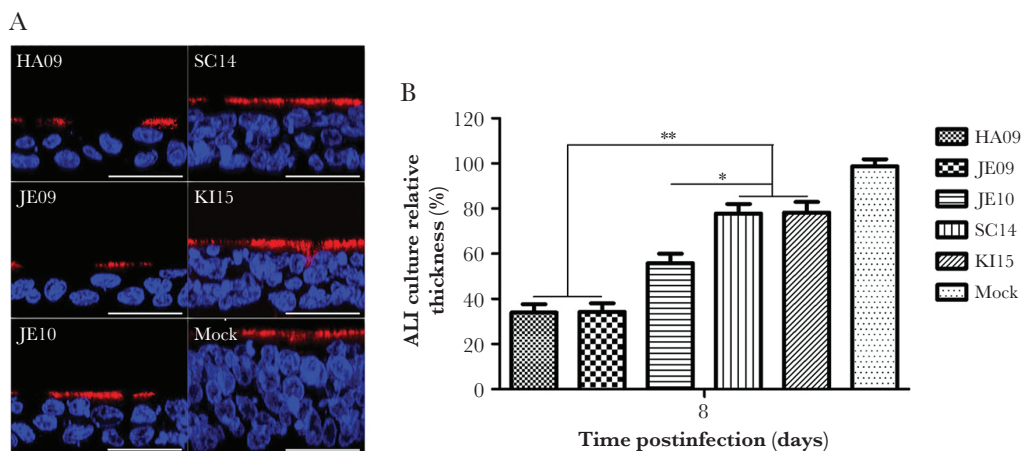 A
HA09
SC14
JE09
KI15
JE10
Mock
B
ALI culture relative
thickness (%)
120
100
80
60
40
20
0
**
*
8
Time postinfection (days)
HA09
JE09
JE10
SC14
KI15
Mock